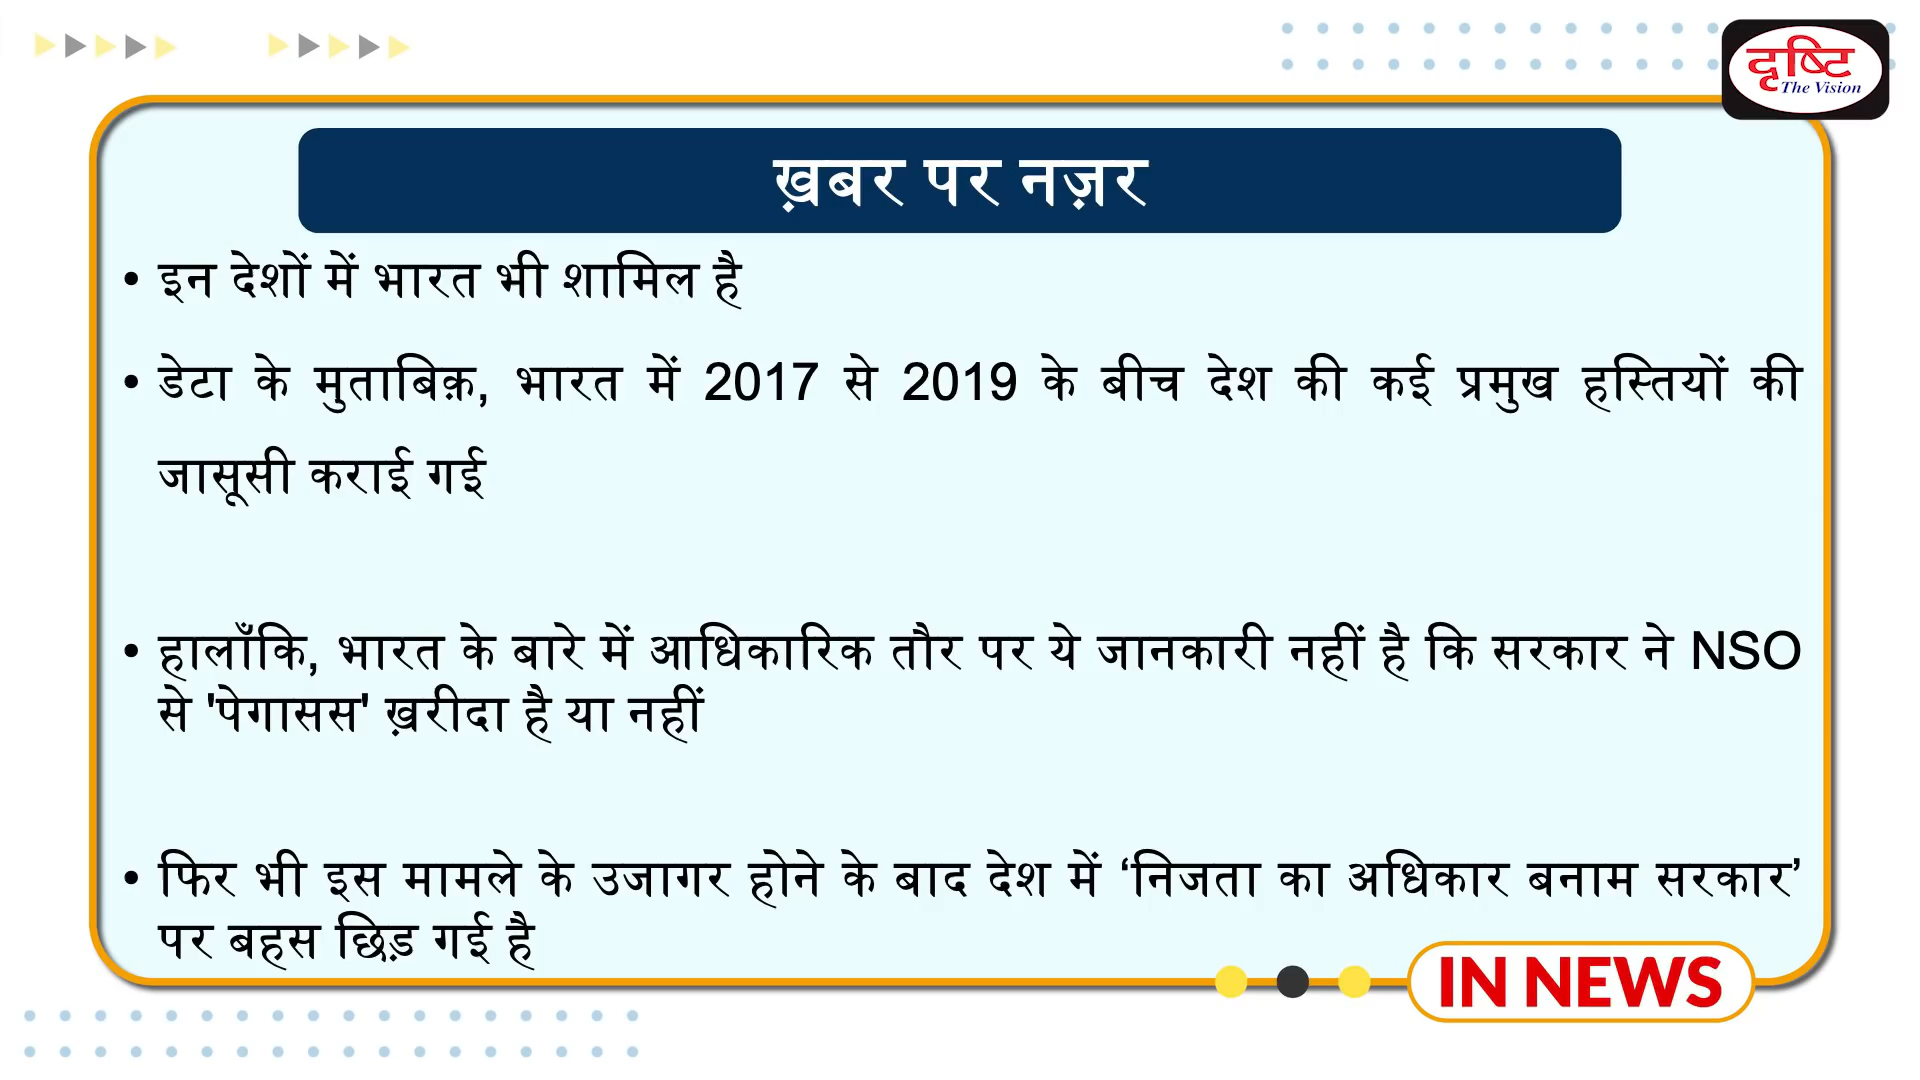 दृष्टि
The Vision
ख़बर पर नज़र
• इन देशों में भारत भी शामिल है
• डेटा के मुताबिक़, भारत में 2017 से 2019 के बीच देश की कई प्रमुख हस्तियों की
जासूसी कराई गई
• हालाँकि, भारत के बारे में आधिकारिक तौर पर ये जानकारी नहीं है कि सरकार ने NSO
से 'पेगासस' ख़रीदा है या नहीं
• फिर भी इस मामले के उजागर होने के बाद देश में ‘निजता का अधिकार बनाम सरकार’
पर बहस छिड़ गई है
IN NEWS